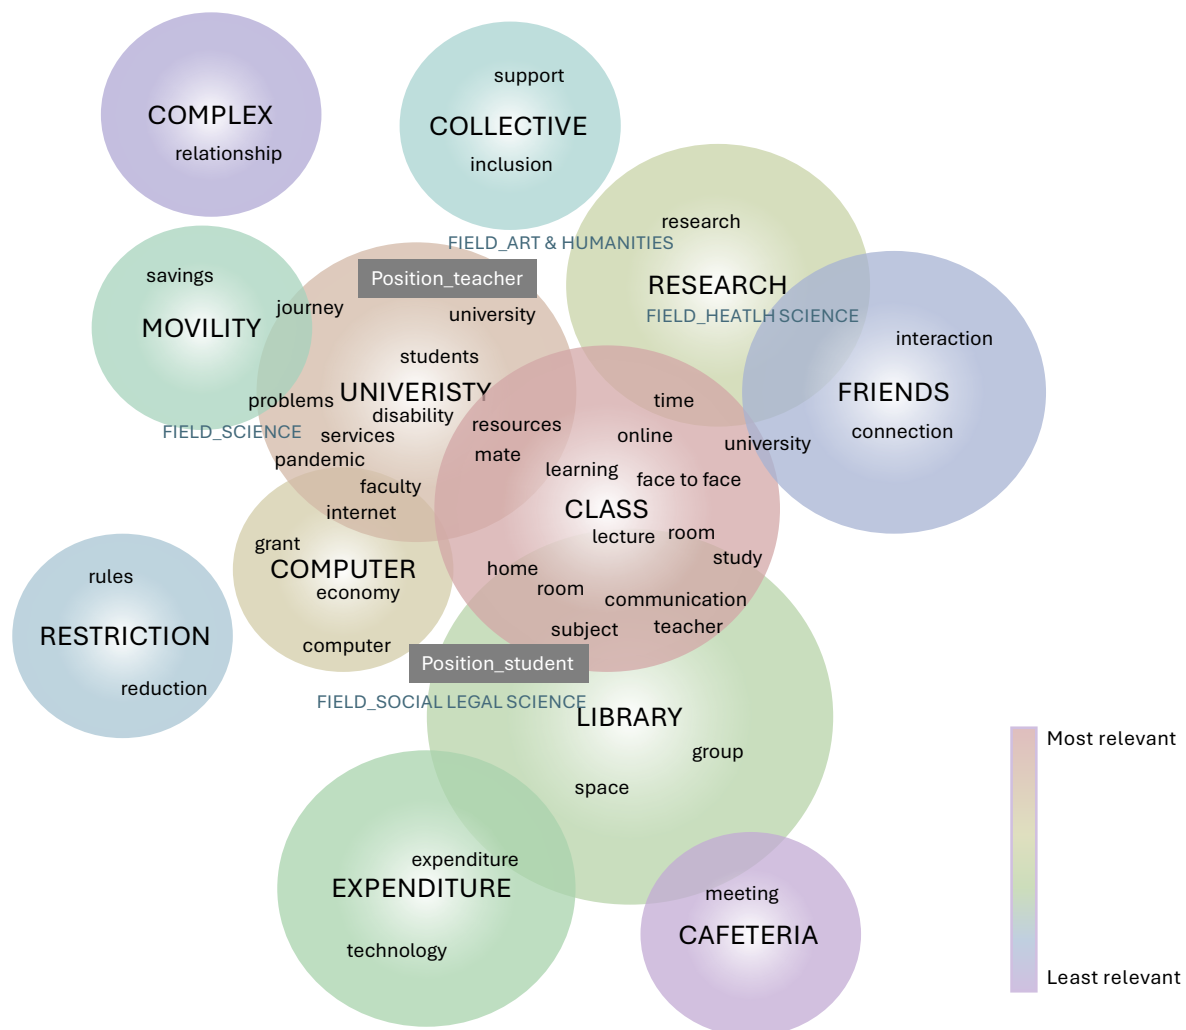 support
COMPLEX
COLLECTIVE
relationship
inclusion
research
FIELD_ART & HUMANITIES
savings
Position_teacher
RESEARCH
journey
university
FIELD_HEATLH SCIENCE
MOVILITY
interaction
students
UNIVERISTY
FRIENDS
problems
time
disability
resources
FIELD_SCIENCE
services
online
university
connection
mate
pandemic
learning
face to face
faculty
CLASS
internet
lecture
room
grant
study
COMPUTER
home
rules
economy
room
communication
RESTRICTION
subject
teacher
computer
Position_student
reduction
FIELD_SOCIAL LEGAL SCIENCE
LIBRARY
Most relevant
group
space
expenditure
EXPENDITURE
meeting
CAFETERIA
technology
Least relevant